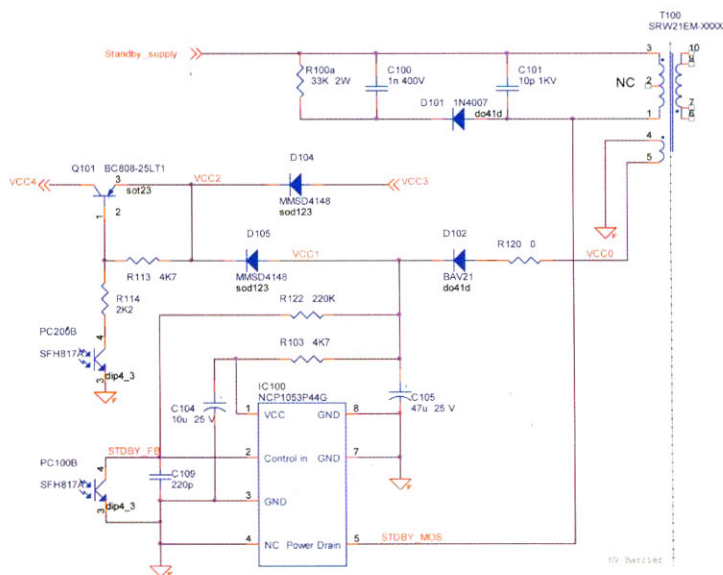 T100
SRW21EM-XXXX
Standby_supply
3
10
9
R100a
33K 2W
C100
1n 400V
C101
10p 1KV
NC
2
D101 1N4007
do41d
1
7
6
4
5
Q101 BC808-25LT1
VCC4
3
sot23
VCC2
D104
VCC3
MMSD4148
sod123
1
2
D105
VCC1
D102
R120 0
VCC0
R113 4K7
MMSD4148
sod123
BAV21
do41d
R114
2K2
R122 220K
PC200B
SFH817A
4
3
dip4_3
R103 4K7
IC100
NCP1053P44G
C104
10u 25 V
C105
47u 25 V
1
VCC
GND
8
STDBY_FB
2
Control in
GND
7
PC100B
SFH817A
4
3
dip4_3
C109
220p
3
GND
4
NC Power Drain
5
STDBY_MOS
HV Barrier